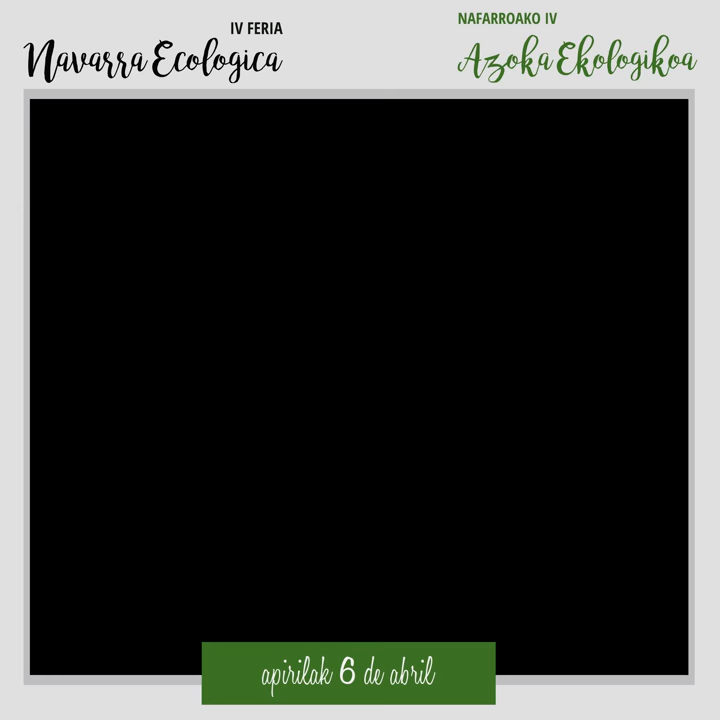 IV FERIA
Navarra Ecologica
NAFARROAKO IV
Azoka Ekologikoa
apirilak 6 de abril